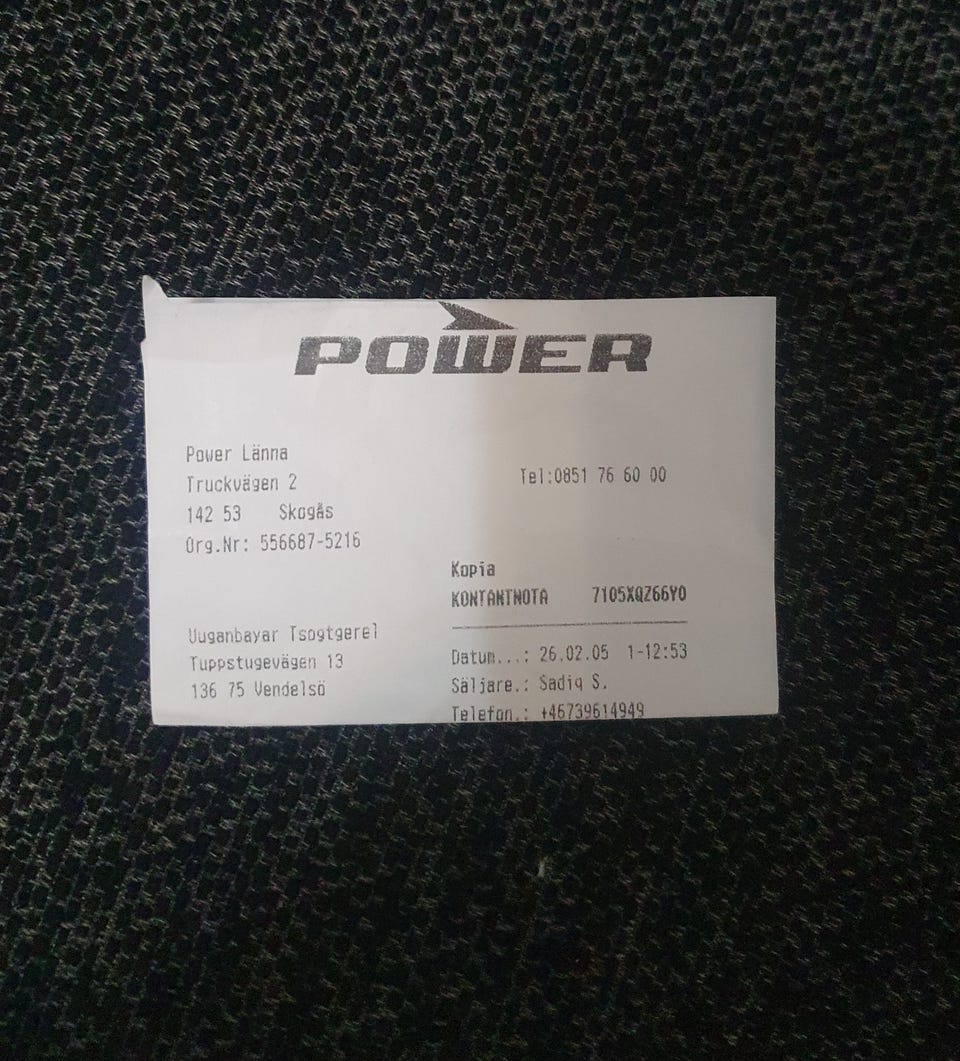 POWER
Power Länna
Truckvägen 2
Tel:0851 76 60 00
142 53 Skogås
Org.Nr: 556687-5216
Kopia
KONTANTNOTA 7105XQZ66Y0
Uuganbayar Tsogtgerel
Tuppstugevägen 13
136 75 Vendelsö
Datum...: 26.02.05 1-12:53
Säljare.: Sadiq S.
Telefon.: +46739614949